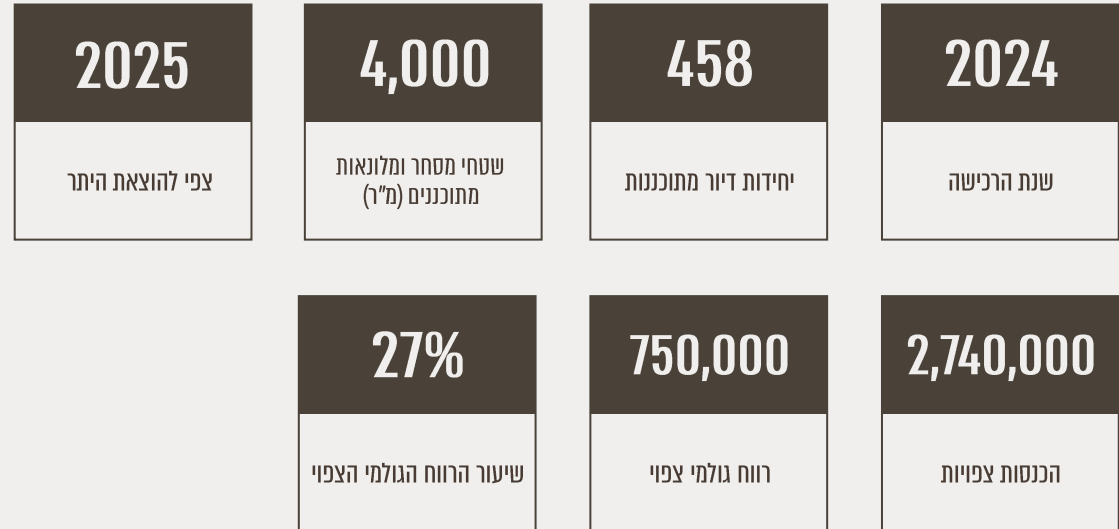 2024
שנת הרכישה
458
יחידות דיור מתוכננות
4,000
שטחי מסחר ומלונאות
מתוכננים (מ"ר)
2025
צפי להוצאת היתר
2,740,000
הכנסות צפויות
750,000
רווח גולמי צפוי
27%
שיעור הרווח הגולמי הצפוי